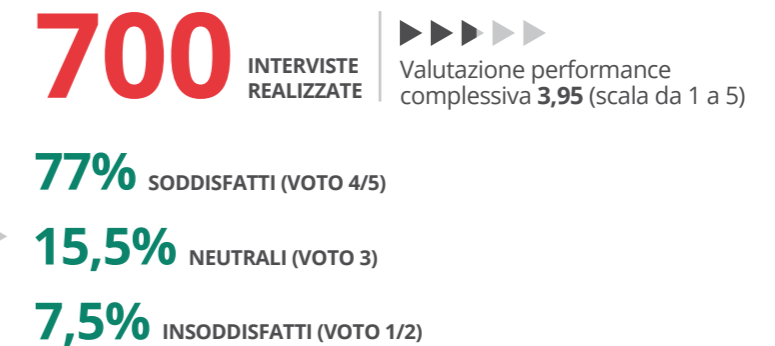 700 INTERVISTE
REALIZZATE
Valutazione performance
complessiva 3,95 (scala da 1 a 5)
77% SODDISFATTI (VOTO 4/5)
15,5% NEUTRALI (VOTO 3)
7,5% INSODDISFATTI (VOTO 1/2)